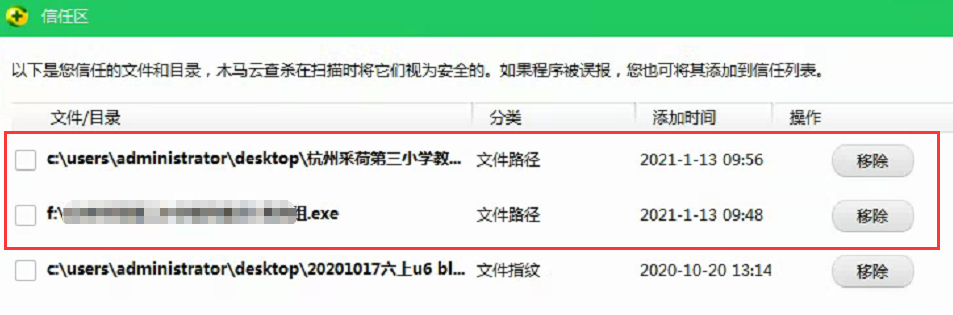 信任区
以下是您信任的文件和目录，木马云查杀在扫描时将它们视为安全的。如果程序被误报，您也可将其添加到信任列表。
文件/目录 分类 添加时间 操作
c:\users\administrator\desktop\杭州采荷第三小学教... 文件路径 2021-1-13 09:56 移除
f:\ 组.exe 文件路径 2021-1-13 09:48 移除
c:\users\administrator\desktop\20201017六上u6 bl... 文件指纹 2020-10-20 13:14 移除